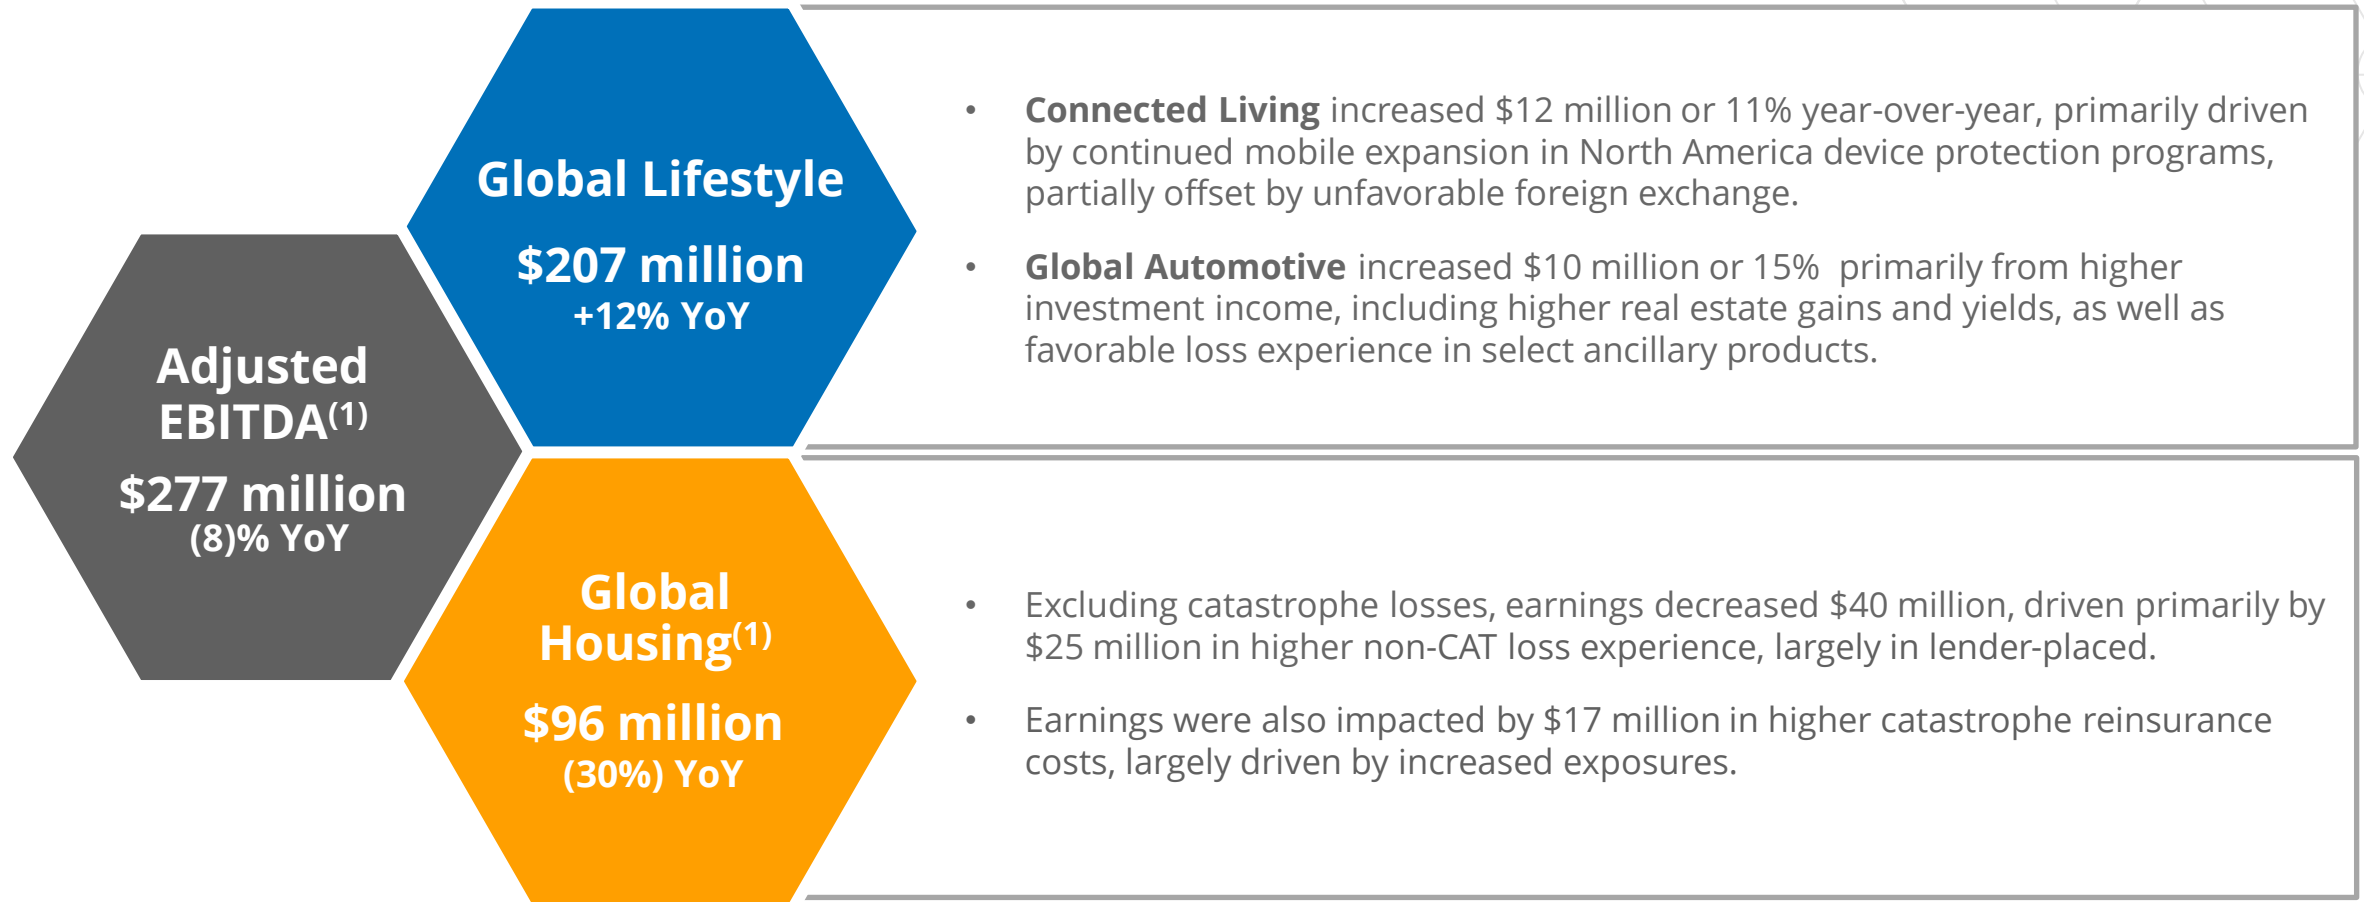 Adjusted
EBITDA(1)
$277 million
(8)% YoY
Global Lifestyle
$207 million
+12% YoY
• Connected Living increased $12 million or 11% year-over-year, primarily driven
by continued mobile expansion in North America device protection programs,
partially offset by unfavorable foreign exchange.
• Global Automotive increased $10 million or 15% primarily from higher
investment income, including higher real estate gains and yields, as well as
favorable loss experience in select ancillary products.
Global
Housing(1)
$96 million
(30%) YoY
• Excluding catastrophe losses, earnings decreased $40 million, driven primarily by
$25 million in higher non-CAT loss experience, largely in lender-placed.
• Earnings were also impacted by $17 million in higher catastrophe reinsurance
costs, largely driven by increased exposures.